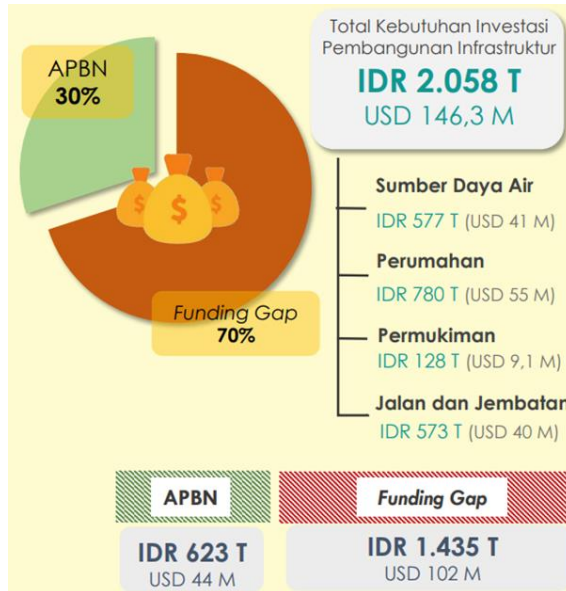 APBN
30%
Funding Gap
70%
Total Kebutuhan Investasi
Pembangunan Infrastruktur
IDR 2.058 T
USD 146,3 M
Sumber Daya Air
IDR 577 T (USD 41 M)
Perumahan
IDR 780 T (USD 55 M)
Permukiman
IDR 128 T (USD 9,1 M)
Jalan dan Jembatan
IDR 573 T (USD 40 M)
APBN
IDR 623 T
USD 44 M
Funding Gap
IDR 1.435 T
USD 102 M